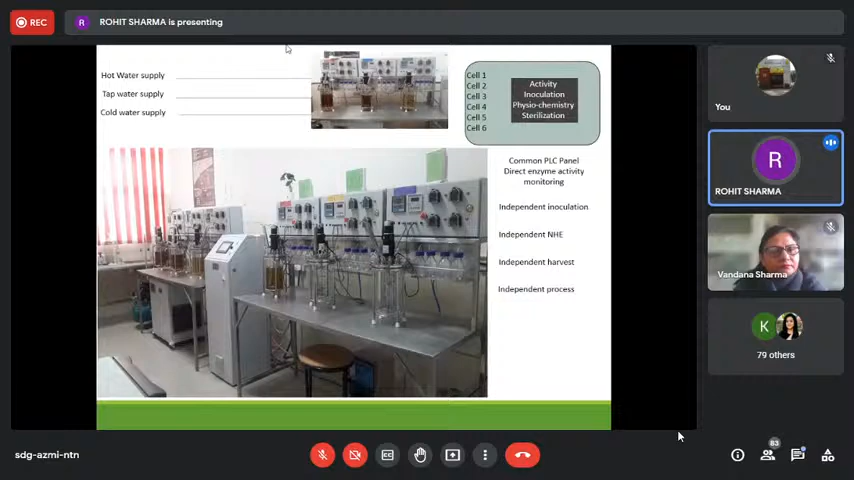 REC
R ROHIT SHARMA is presenting
Hot Water supply
Tap water supply
Cold water supply
Cell 1
Cell 2
Cell 3
Cell 4
Cell 5
Cell 6
Activity
Inoculation
Physio-chemistry
Sterilization
Common PLC Panel
Direct enzyme activity
monitoring
Independent inoculation
Independent NHE
Independent harvest
Independent process
You
R
ROHIT SHARMA
Vandana Sharma
K
79 others
sdg-azmi-ntn
CC
83